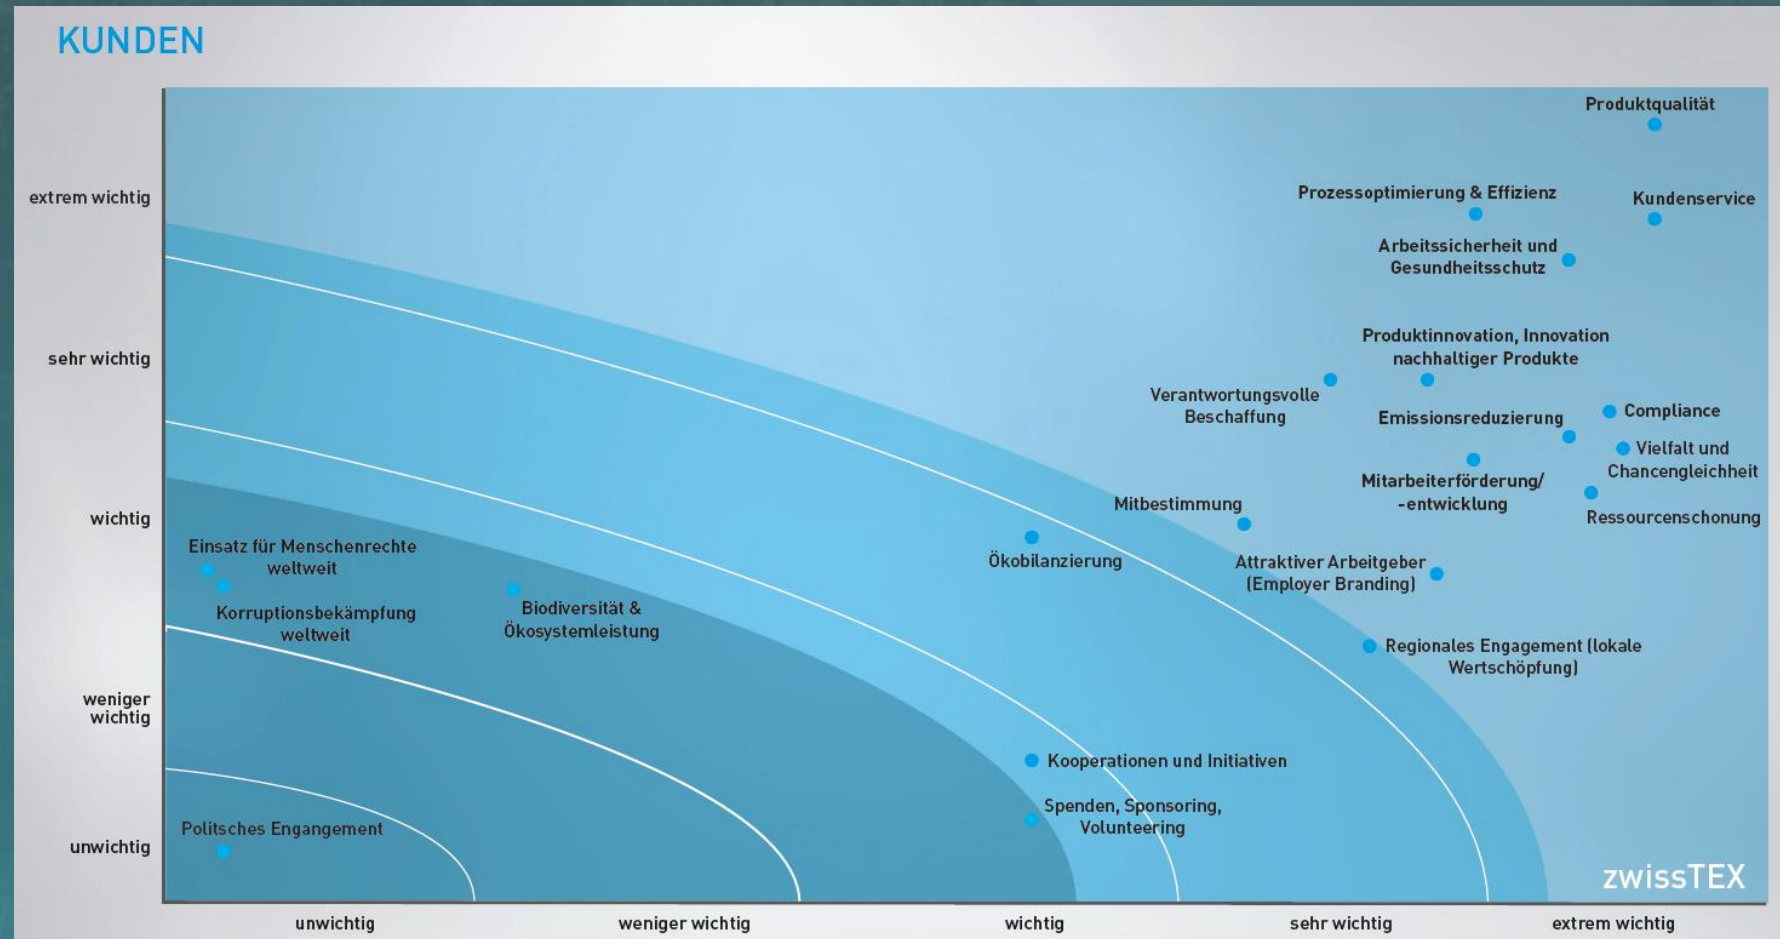 KUNDEN
Produktqualität
extrem wichtig
Prozessoptimierung & Effizienz
Kundenservice
Arbeitssicherheit und
Gesundheitsschutz
Produktinnovation, Innovation
nachhaltiger Produkte
sehr wichtig
Verantwortungsvolle
Beschaffung
Compliance
Emissionsreduzierung
Vielfalt und
Chancengleichheit
Mitarbeiterförderung/
-entwicklung
Mitbestimmung
Ressourcenschonung
wichtig
Einsatz für Menschenrechte
weltweit
Ökobilanzierung
Attraktiver Arbeitgeber
(Employer Branding)
Korruptionsbekämpfung
weltweit
Biodiversität &
Ökosystemleistung
Regionales Engagement (lokale
Wertschöpfung)
weniger
wichtig
Kooperationen und Initiativen
Spenden, Sponsoring,
Volunteering
Politsches Engangement
unwichtig
zwissTEX
unwichtig
weniger wichtig
wichtig
sehr wichtig
extrem wichtig